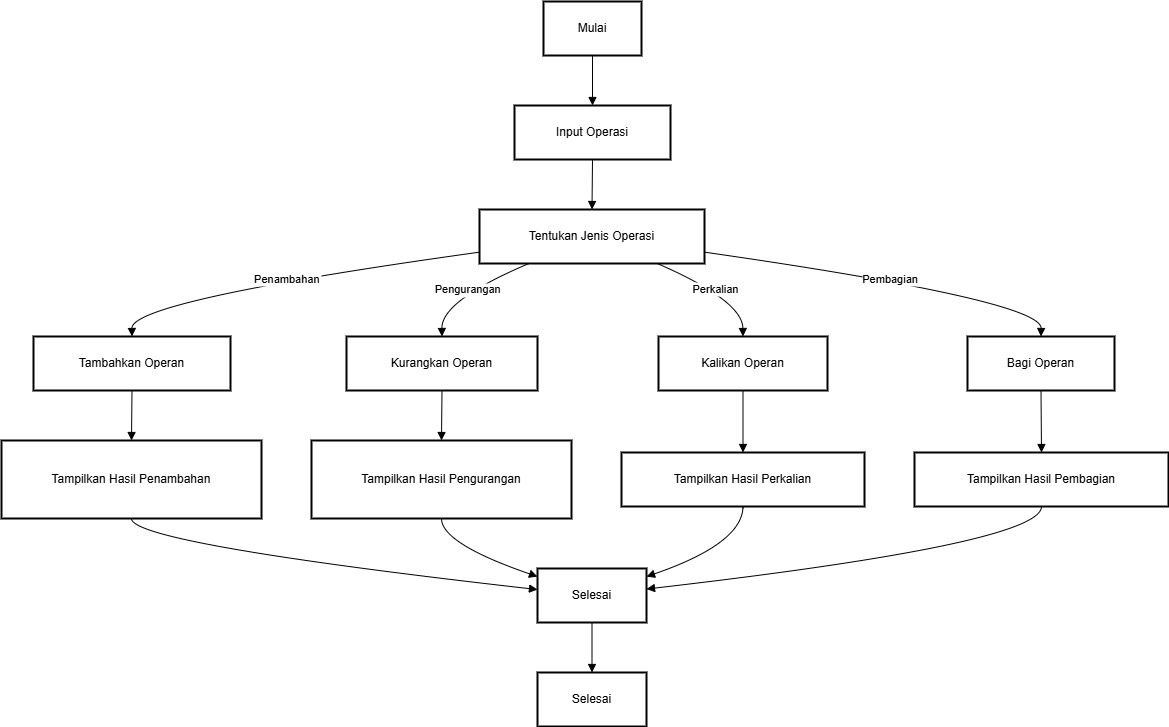 Mulai
Input Operasi
Tentukan Jenis Operasi
Penambahan
Pengurangan
Perkalian
Pembagian
Tambahkan Operan
Kurangkan Operan
Kalikan Operan
Bagi Operan
Tampilkan Hasil Penambahan
Tampilkan Hasil Pengurangan
Tampilkan Hasil Perkalian
Tampilkan Hasil Pembagian
Selesai
Selesai